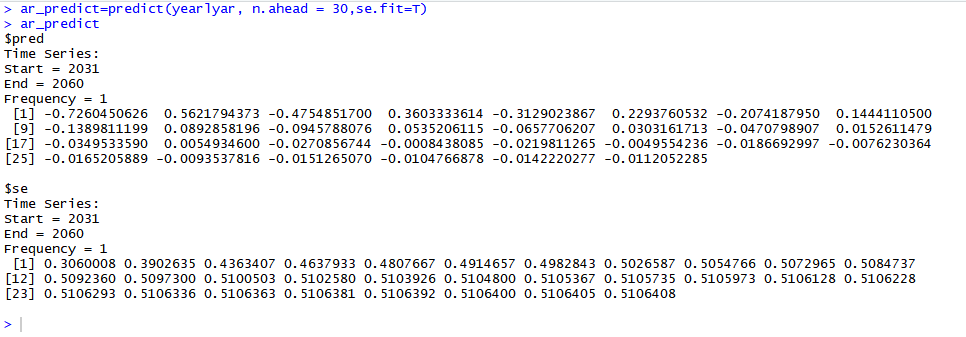 > ar_predict=predict(yearlyar, n.ahead = 30,se.fit=T)
> ar_predict
$pred
Time Series:
Start = 2031
End = 2060
Frequency = 1
 [1] -0.7260450626  0.5621794373 -0.4754851700  0.3603333614 -0.3129023867  0.2293760532 -0.2074187950  0.1444110500
 [9] -0.1389811199  0.0892858196 -0.0945788076  0.0535206115 -0.0657706207  0.0303161713 -0.0470798907  0.0152611479
[17] -0.0349533590  0.0054934600 -0.0270856744 -0.0008438085 -0.0219811265 -0.0049554236 -0.0186692997 -0.0076230364
[25] -0.0165205889 -0.0093537816 -0.0151265070 -0.0104766878 -0.0142220277 -0.0112052285
$se
Time Series:
Start = 2031
End = 2060
Frequency = 1
 [1] 0.3060008 0.3902635 0.4363407 0.4637933 0.4807667 0.4914657 0.4982843 0.5026587 0.5054766 0.5072965 0.5084737
[12] 0.5092360 0.5097300 0.5100503 0.5102580 0.5103926 0.5104800 0.5105367 0.5105735 0.5105973 0.5106128 0.5106228
[23] 0.5106293 0.5106336 0.5106363 0.5106381 0.5106392 0.5106400 0.5106405 0.5106408
>